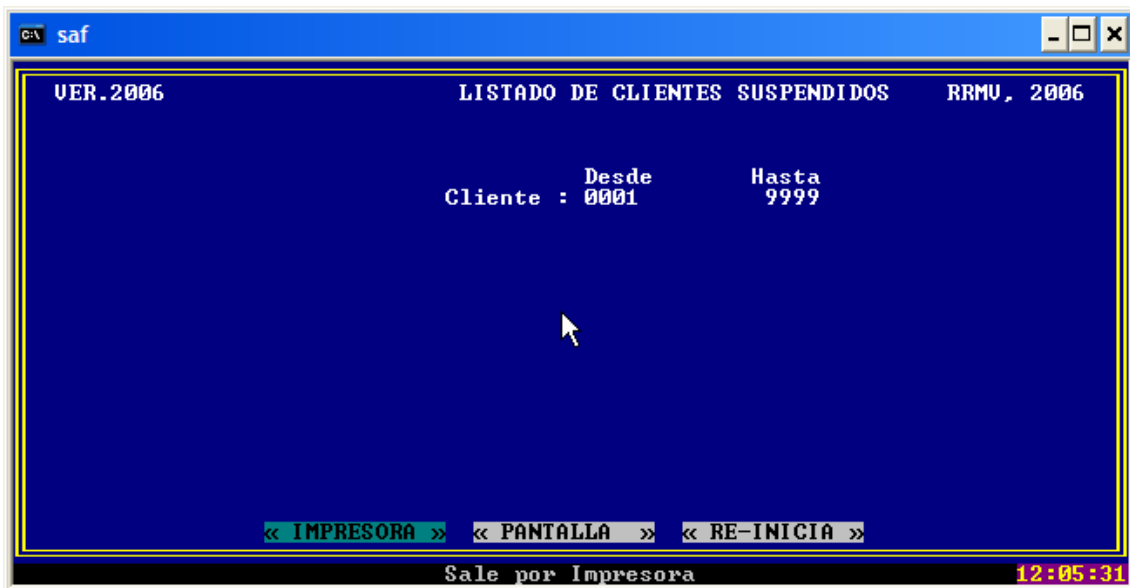 saf
VER.2006 LISTADO DE CLIENTES SUSPENDIDOS RRMV, 2006
Desde Hasta
Cliente : 0001 9999
« IMPRESORA » « PANTALLA » « RE-INICIA »
Sale por Impresora 12:05:31